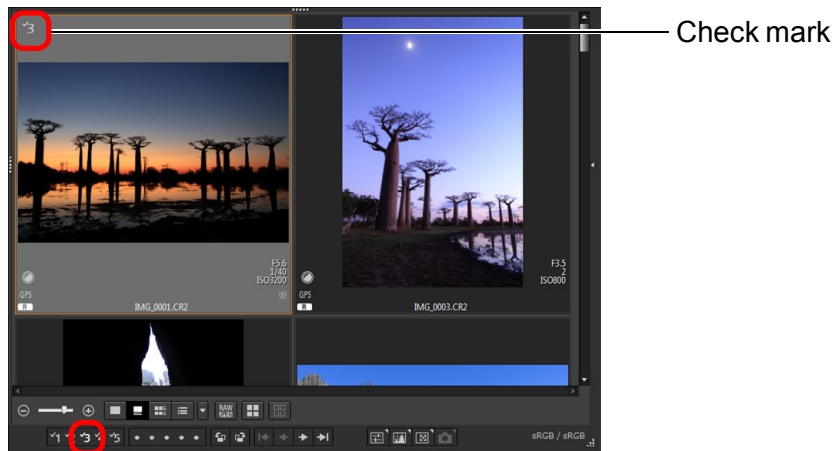 ✓3
Check mark
F5.6
1/40
ISO3200
GPS
R
IMG_0001.CR2
F3.5
2
ISO800
GPS
R
IMG_0003.CR2
RAW
✓1 ✓3 ✓5
sRGB / sRGB